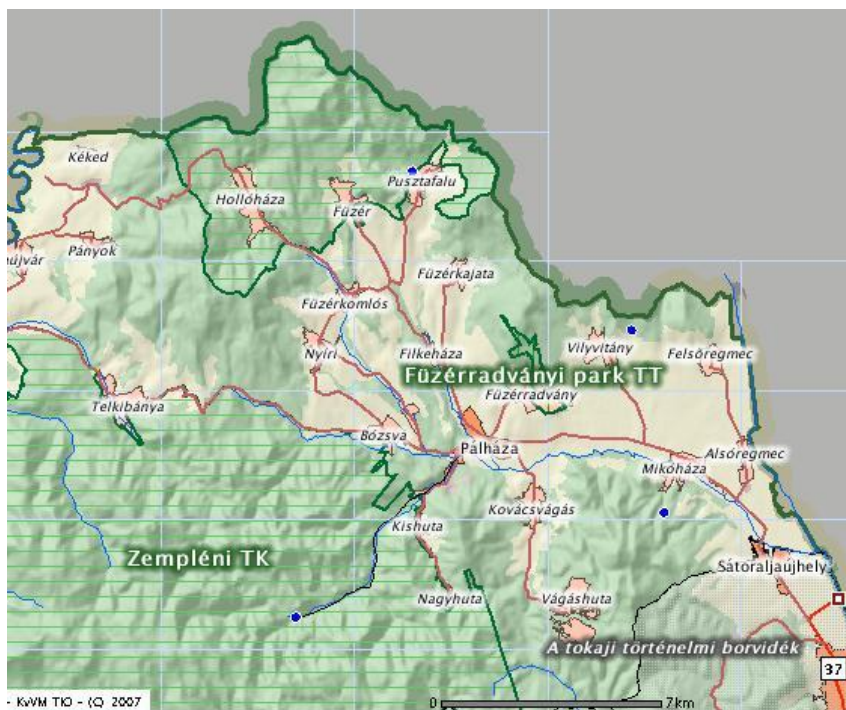 Kéked
Pusztafalu
Hollóháza
Füzér
Pányok
újvár
Füzérkajata
Füzérkomlós
Nyíri
Filkeháza
Vilyvitány
Felsőregmec
Füzérradványi park TT
Telkibánya
Füzérradvány
Bózsva
Pálháza
Mikóháza
Alsóregmec
Kovácsvágás
Kishuta
Zempléni TK
Sátoraljaújhely
Nagyhuta
Vágáshuta
A tokaji történelmi borvidék
37
- KvVM TIO - (C) 2007
0 7km